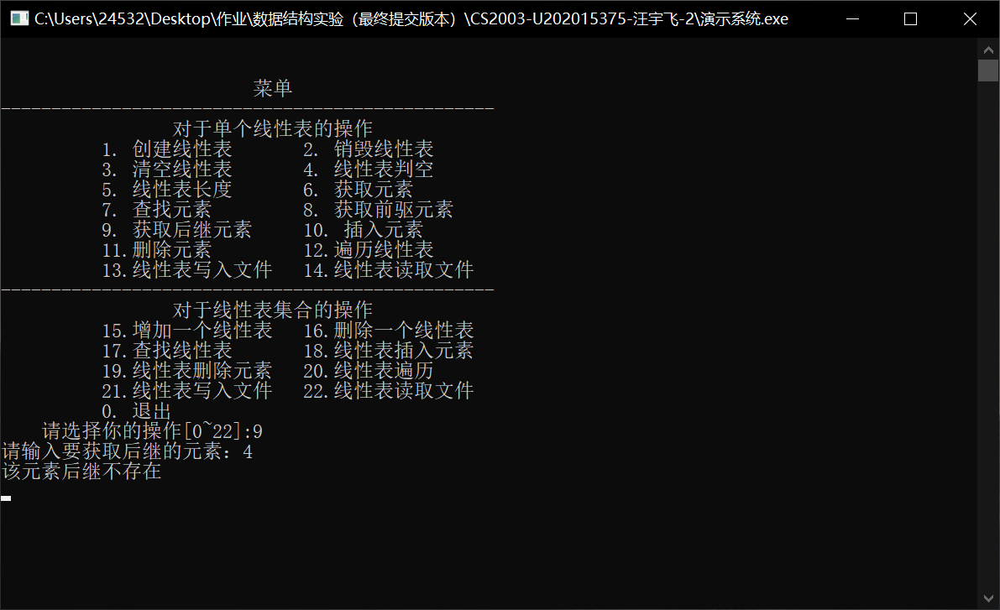 C:\Users\24532\Desktop\作业\数据结构实验（最终提交版本）\CS2003-U202015375-汪宇飞-2\演示系统.exe
菜单
-------------------------------------------------
对于单个线性表的操作
1. 创建线性表 2. 销毁线性表
3. 清空线性表 4. 线性表判空
5. 线性表长度 6. 获取元素
7. 查找元素 8. 获取前驱元素
9. 获取后继元素 10. 插入元素
11.删除元素 12.遍历线性表
13.线性表写入文件 14.线性表读取文件
-------------------------------------------------
对于线性表集合的操作
15.增加一个线性表 16.删除一个线性表
17.查找线性表 18.线性表插入元素
19.线性表删除元素 20.线性表遍历
21.线性表写入文件 22.线性表读取文件
0. 退出
请选择你的操作[0~22]:9
请输入要获取后继的元素：4
该元素后继不存在